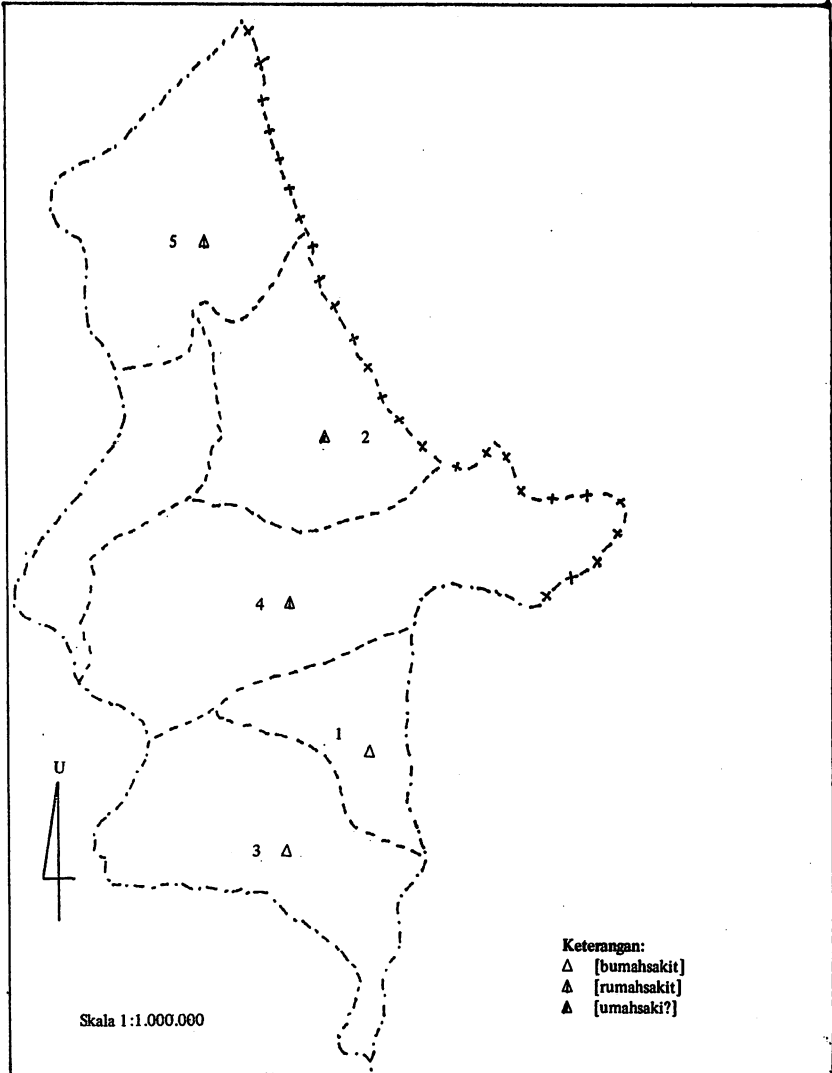 5
2
4
1
U
3
Keterangan:
[bumahsakit]
[rumahsakit]
[umahsaki?]
Skala 1:1.000.000